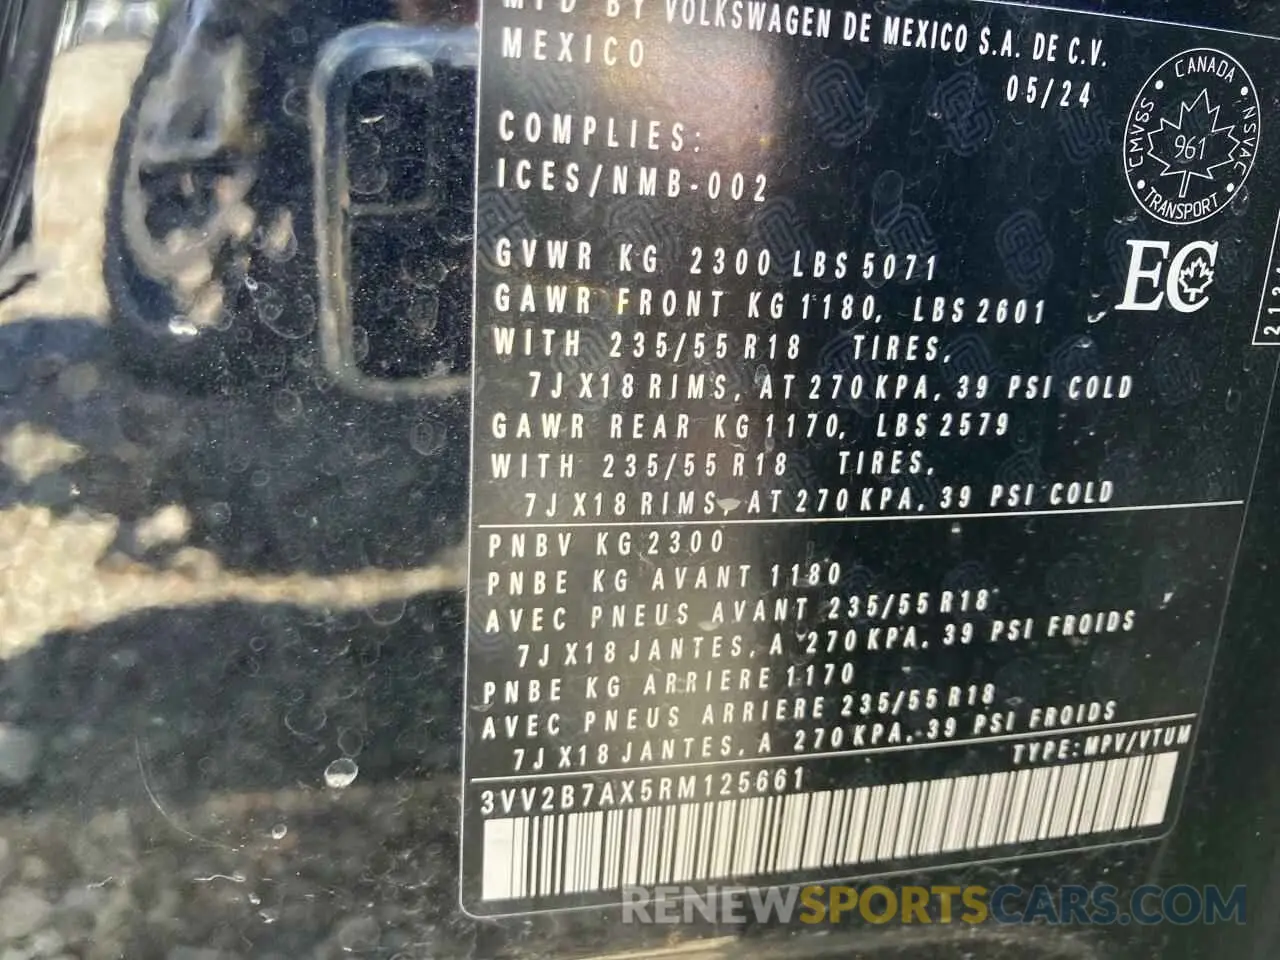 MFD BY VOLKSWAGEN DE MEXICO S.A. DE C.V.
MEXICO
05/24
CANADA
CMVSS
NSVAC
961
TRANSPORT
COMPLIES:
ICES/NMB-002
EC
GVWR KG 2300 LBS 5071
GAWR FRONT KG 1180, LBS 2601
WITH 235/55 R18 TIRES,
7J X18 RIMS, AT 270 KPA, 39 PSI COLD
GAWR REAR KG 1170, LBS 2579
WITH 235/55 R18 TIRES,
7J X18 RIMS, AT 270 KPA, 39 PSI COLD
PNBV KG 2300
PNBE KG AVANT 1180
AVEC PNEUS AVANT 235/55 R18
7J X18 JANTES, A 270 KPA, 39 PSI FROIDS
PNBE KG ARRIERE 1170
AVEC PNEUS ARRIERE 235/55 R18
7J X18 JANTES, A 270 KPA, 39 PSI FROIDS
TYPE: MPV/VTUM
3VV2B7AX5RM125661
RENEWSPORTSCARS.COM